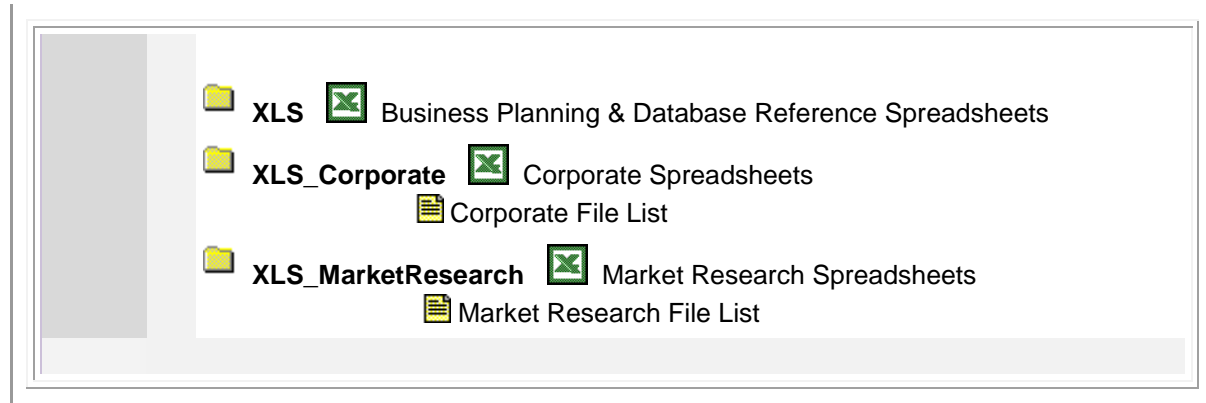 XLS Business Planning & Database Reference Spreadsheets
XLS_Corporate Corporate Spreadsheets
Corporate File List
XLS_MarketResearch Market Research Spreadsheets
Market Research File List